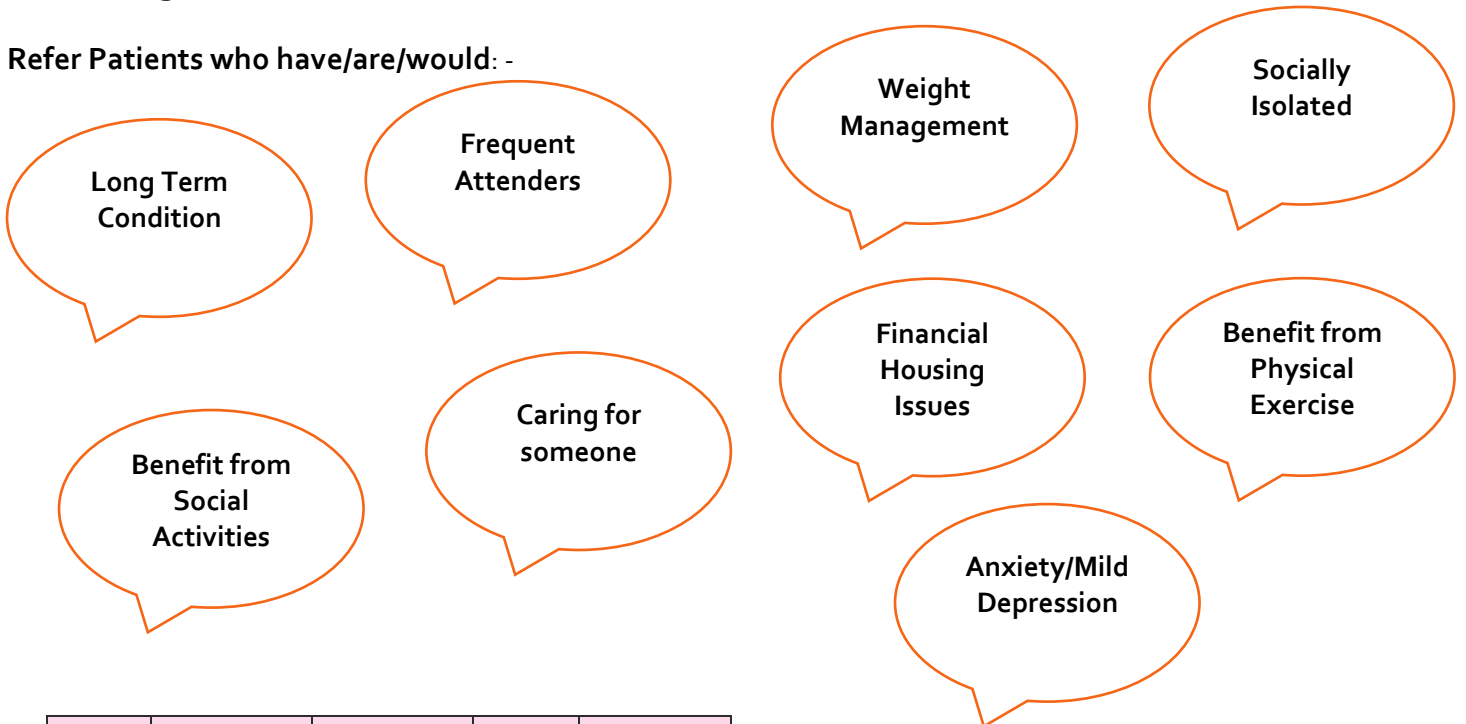 Refer Patients who have/are/would: -
Long Term
Condition
Frequent
Attenders
Weight
Management
Socially
Isolated
Benefit from
Social
Activities
Caring for
someone
Financial
Housing
Issues
Benefit from
Physical
Exercise
Anxiety/Mild
Depression